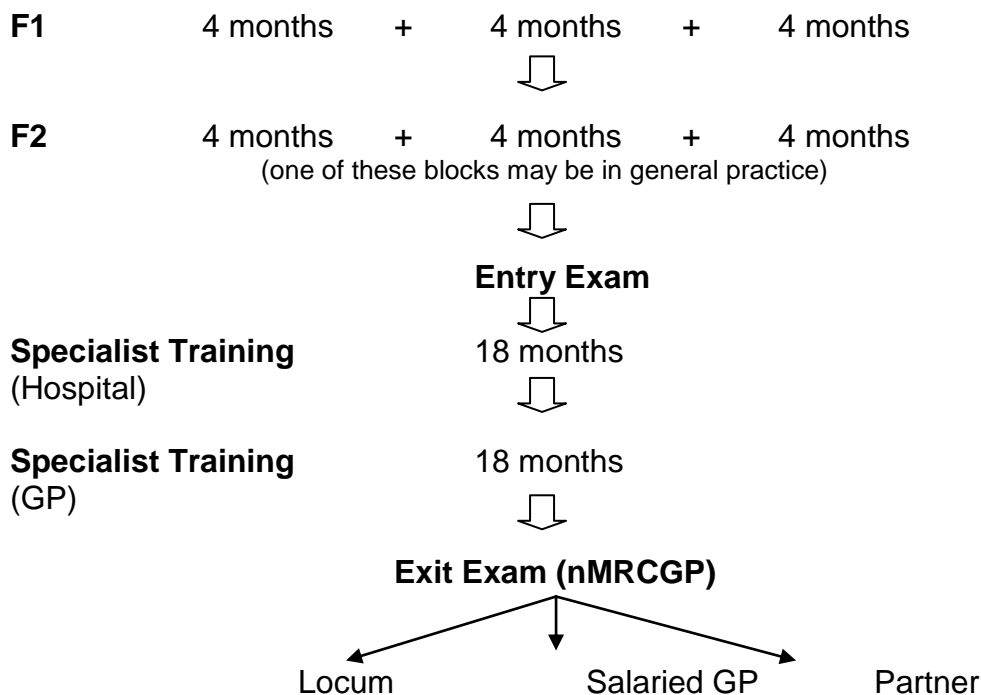 F1 4 months + 4 months + 4 months
F2 4 months + 4 months + 4 months
(one of these blocks may be in general practice)
Entry Exam
Specialist Training 18 months
(Hospital)
Specialist Training 18 months
(GP)
Exit Exam (nMRCGP)
Locum Salaried GP Partner